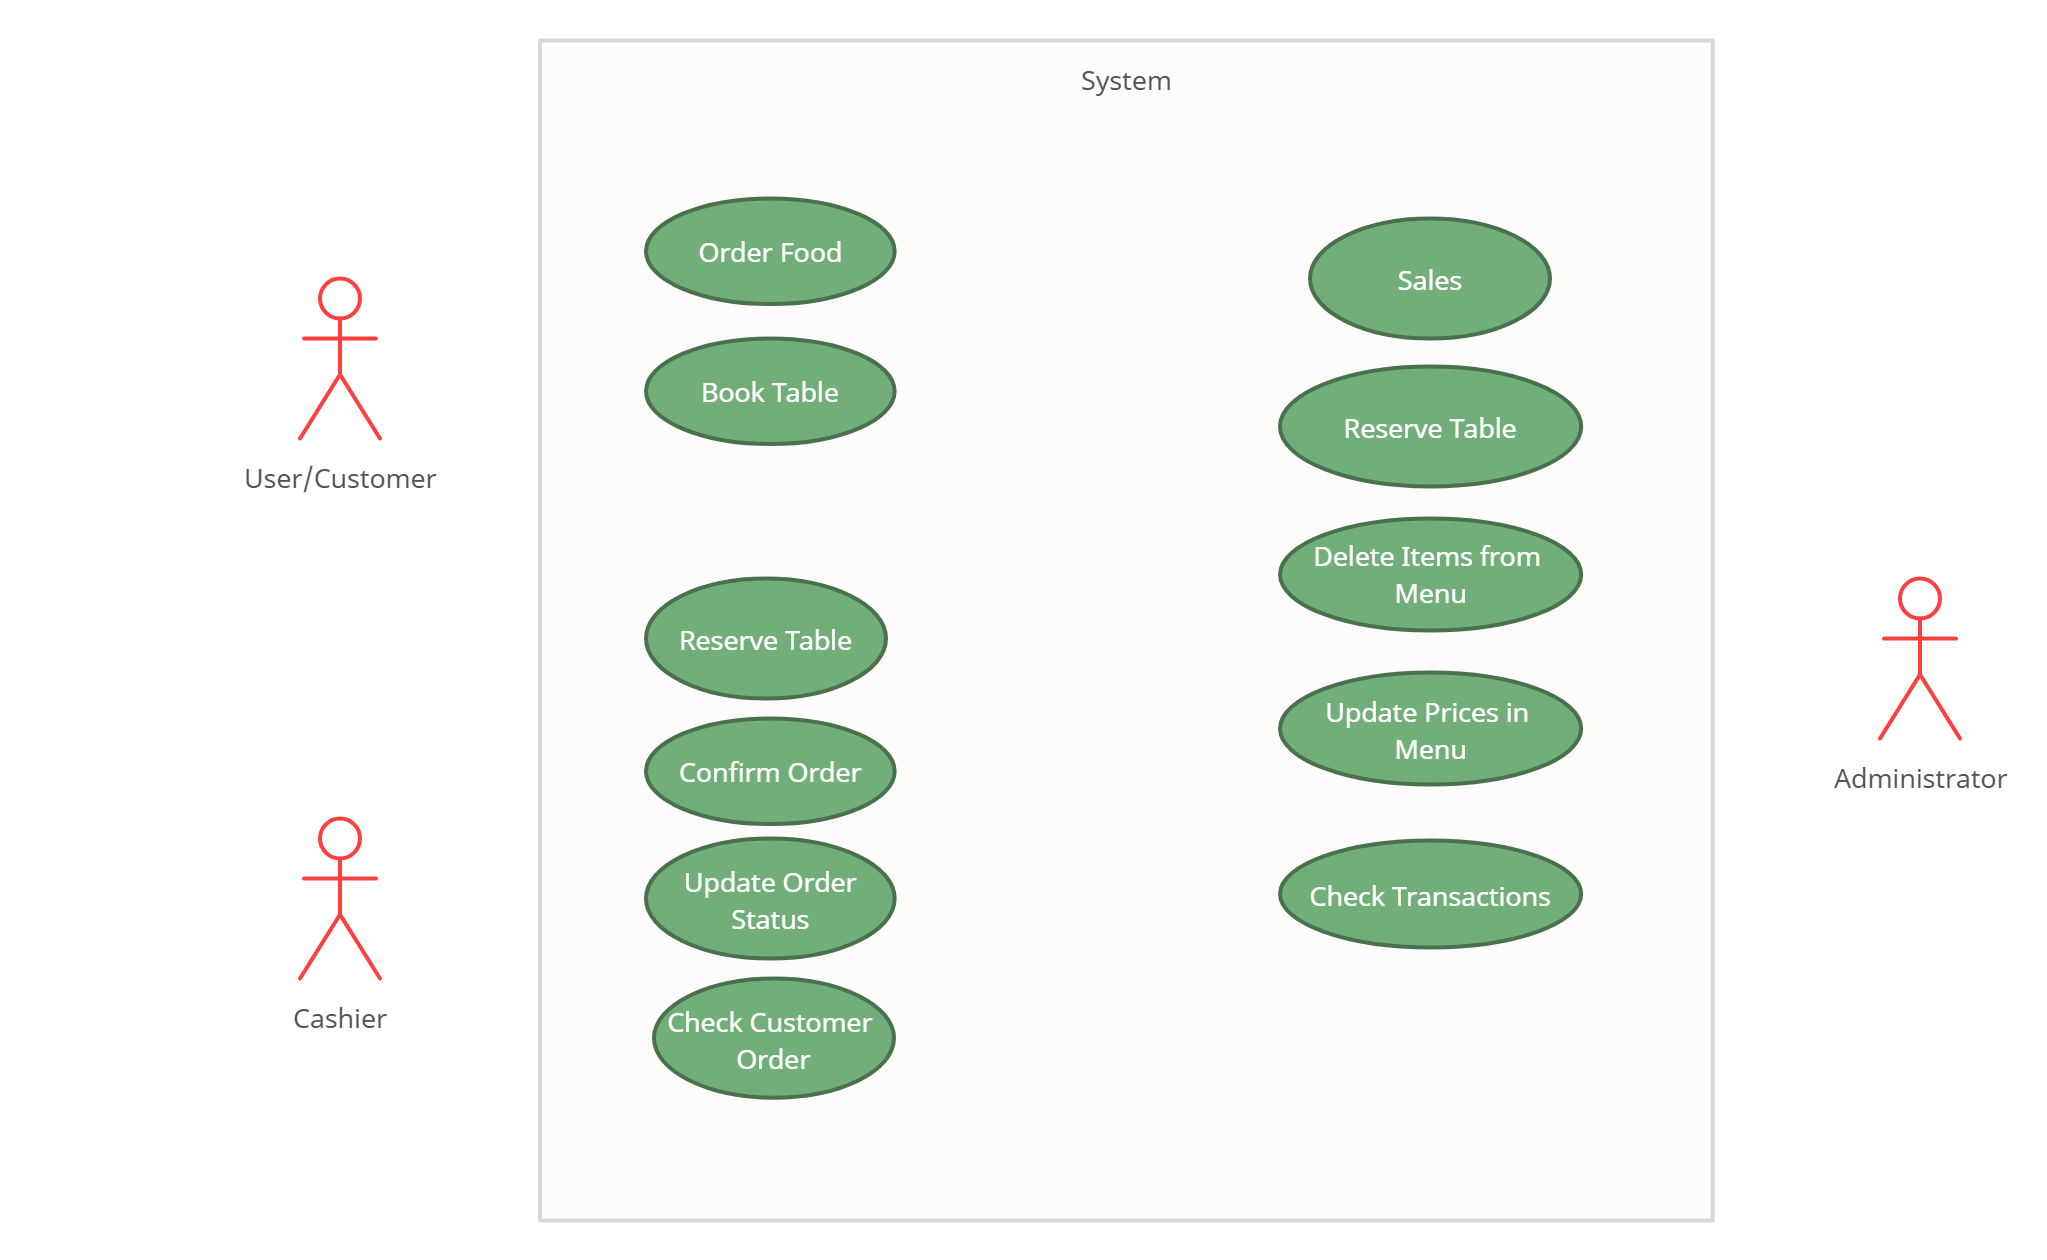 System
Order Food
Book Table
User/Customer
Reserve Table
Confirm Order
Update Order
Status
Check Customer
Order
Cashier
Sales
Reserve Table
Delete Items from
Menu
Update Prices in
Menu
Check Transactions
Administrator